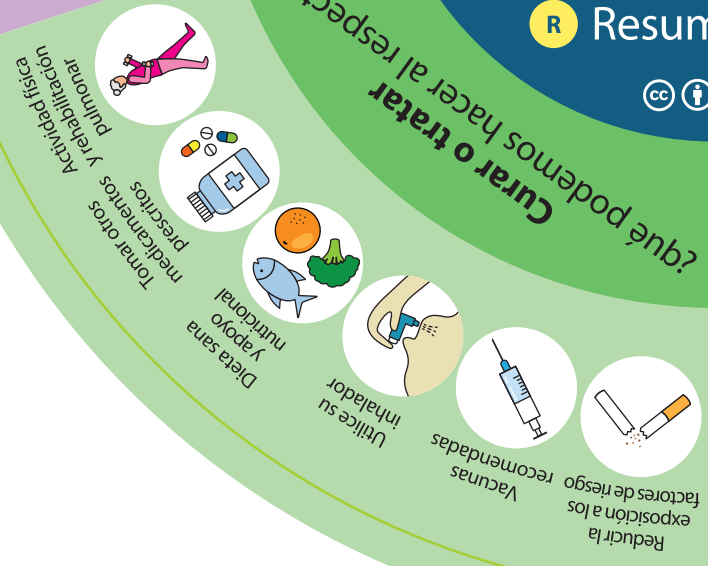 R Resum
cc
Curar o tratar
¿qué podemos hacer al respect
Reducir la
exposición a los
factores de riesgo
Vacunas
recomendadas
Utilice su
inhalador
Dieta sana
y apoyo
nutricional
Tomar otros
medicamentos
prescritos
Actividad física
y rehabilitación
pulmonar